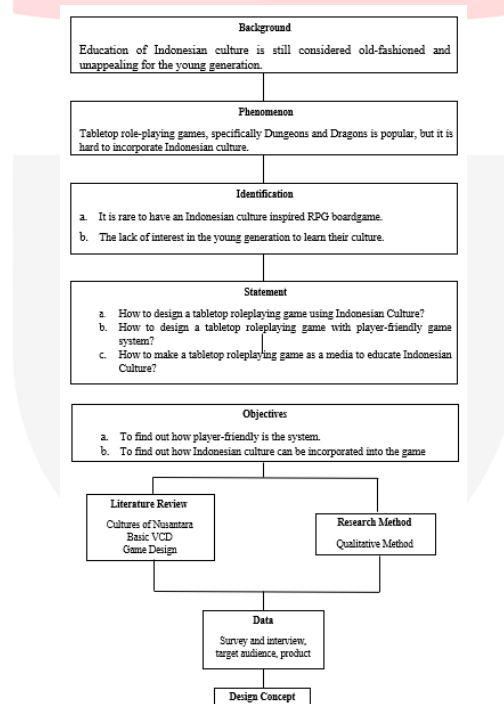 Background
Education of Indonesian culture is still considered old-fashioned and
unappealing for the young generation.
Phenomenon
Tabletop role-playing games, specifically Dungeons and Dragons is popular, but it is
hard to incorporate Indonesian culture.
Identification
a. It is rare to have an Indonesian culture inspired RPG boardgame.
b. The lack of interest in the young generation to learn their culture.
Statement
a. How to design a tabletop roleplaying game using Indonesian Culture?
b. How to design a tabletop roleplaying game with player-friendly game
system?
c. How to make a tabletop roleplaying game as a media to educate Indonesian
Culture?
Objectives
a. To find out how player-friendly is the system.
b. To find out how Indonesian culture can be incorporated into the game
Literature Review
Cultures of Nusantara
Basic VCD
Game Design
Research Method
Qualitative Method
Data
Survey and interview,
target audience, product
Design Concept